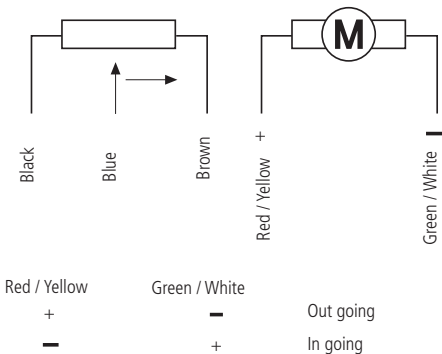 M
Black
Blue
Brown
Red / Yellow +
Green / White −
Red / Yellow Green / White
+ − Out going
− + In going